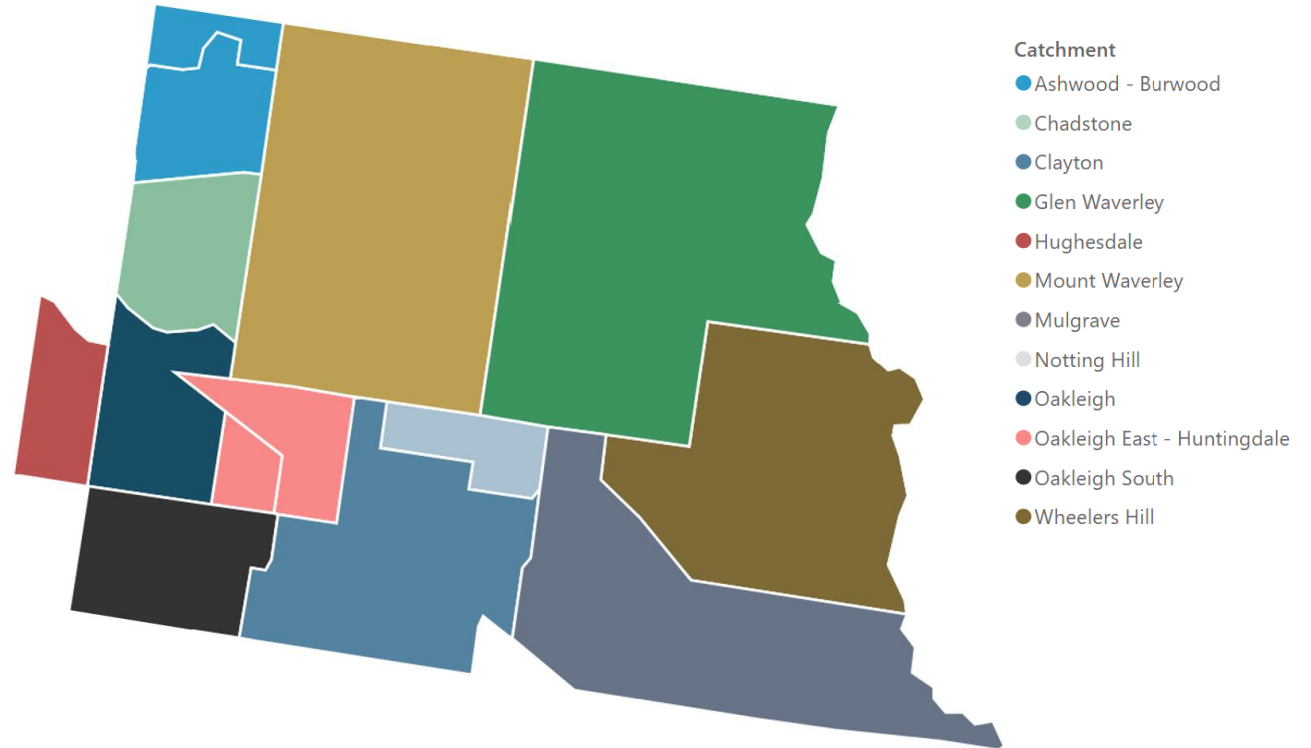 Catchment
Ashwood - Burwood
Chadstone
Clayton
Glen Waverley
Hughesdale
Mount Waverley
Mulgrave
Notting Hill
Oakleigh
Oakleigh East - Huntingdale
Oakleigh South
Wheelers Hill